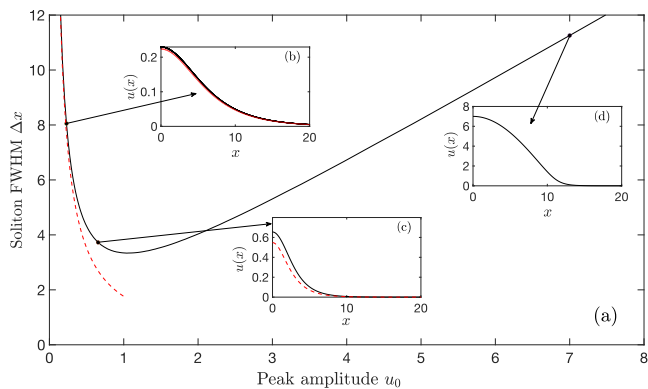 12
10
8
6
4
2
0
Soliton FWHM Δx
0 1 2 3 4 5 6 7 8
Peak amplitude u₀
(a)
0.2
0.1
0
u(x)
0 10 20
x
(b)
0.6
0.4
0.2
0
u(x)
0 10 20
x
(c)
8
6
4
2
0
u(x)
0 10 20
x
(d)